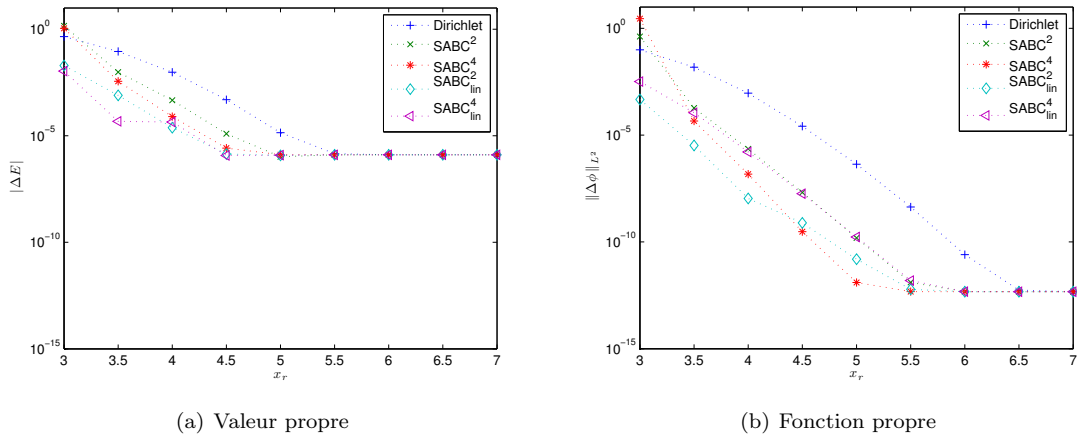 10^0
10^-5
10^-10
10^-15
|ΔE|
3 3.5 4 4.5 5 5.5 6 6.5 7
x_r
Dirichlet
SABC^2
SABC^4
SABC^2_lin
SABC^4_lin
(a) Valeur propre
10^0
10^-5
10^-10
10^-15
‖Δϕ‖_L^2
3 3.5 4 4.5 5 5.5 6 6.5 7
x_r
Dirichlet
SABC^2
SABC^4
SABC^2_lin
SABC^4_lin
(b) Fonction propre